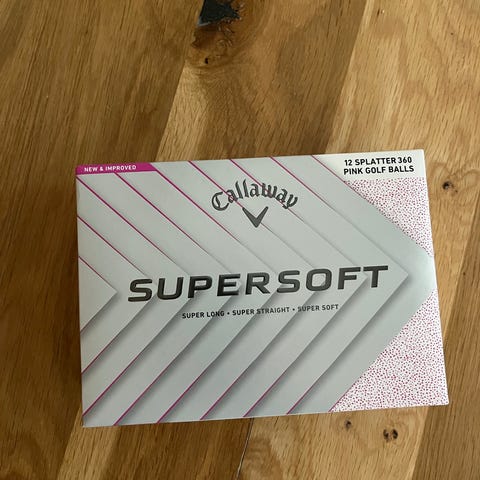 NEW & IMPROVED
12 SPLATTER 360
PINK GOLF BALLS
Callaway
SUPERSOFT
SUPER LONG • SUPER STRAIGHT • SUPER SOFT